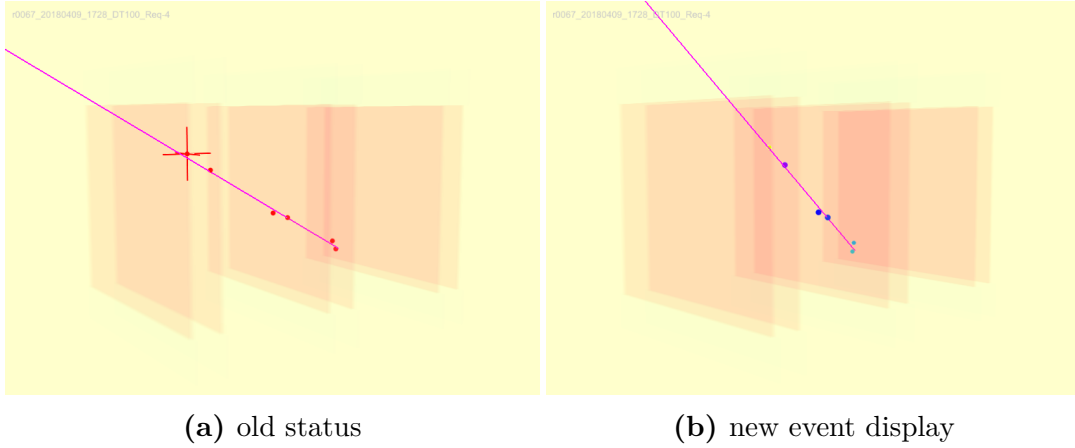 r0067_20180409_1728_DT100_Req-4
r0067_20180409_1728_DT100_Req-4
(a) old status
(b) new event display